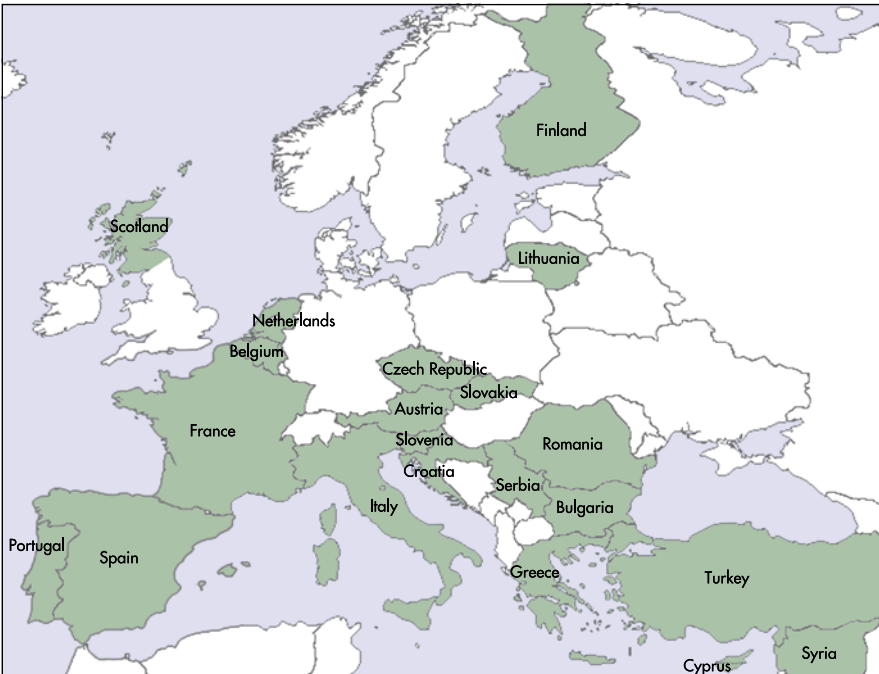 Finland
Scotland
Lithuania
Netherlands
Belgium
Czech Republic
Slovakia
Austria
France
Slovenia
Romania
Croatia
Serbia
Italy
Bulgaria
Portugal
Spain
Greece
Turkey
Syria
Cyprus